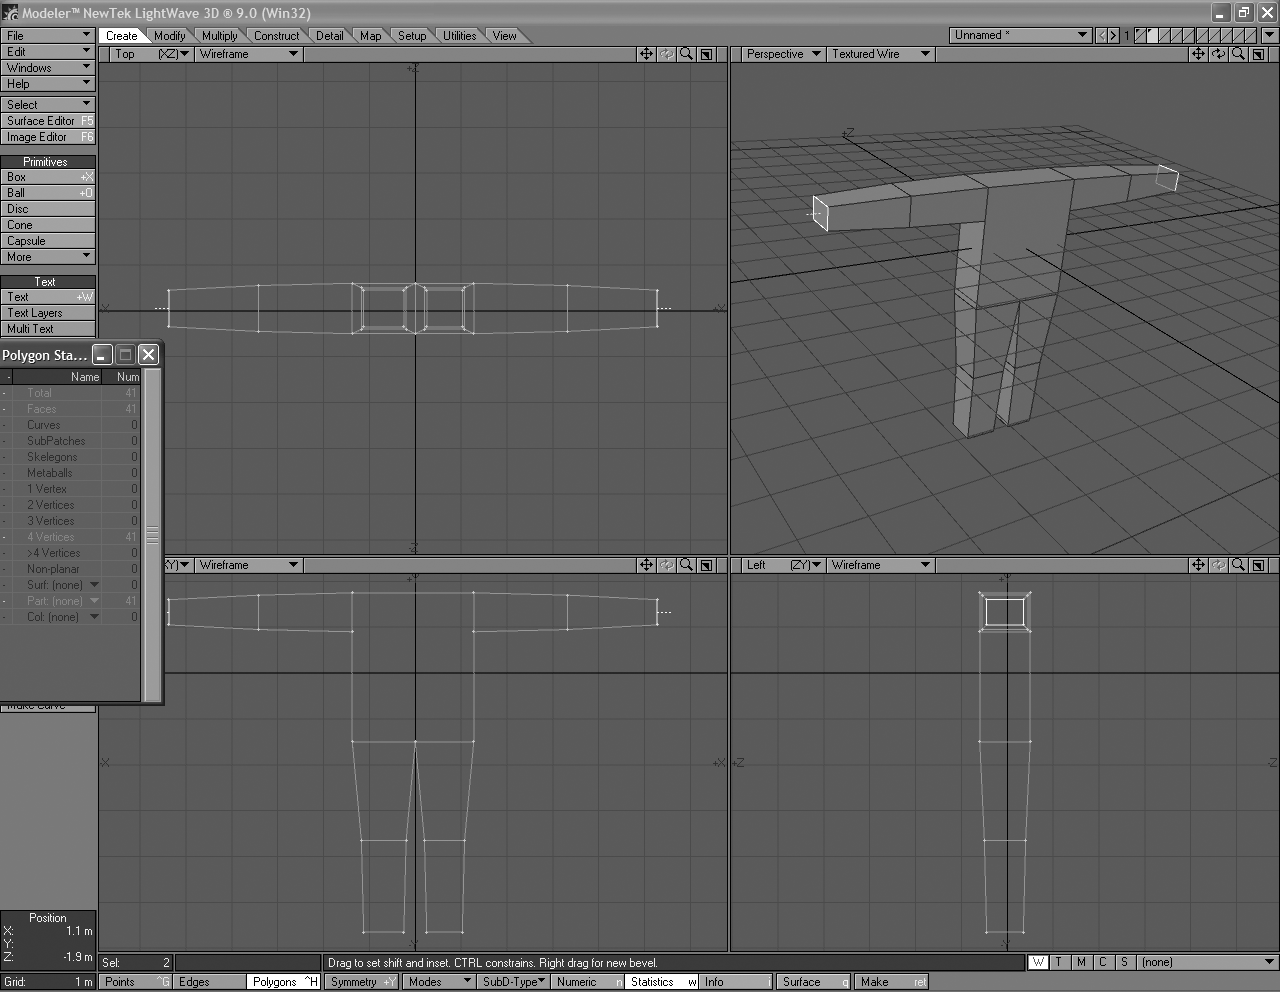 Modeler™ NewTek LightWave 3D ® 9.0 (Win32)
File
Edit
Windows
Help
Select
Surface Editor F5
Image Editor F6
Primitives
Box +X
Ball +O
Disc
Cone
Capsule
More
Text
Text +W
Text Layers
Multi Text
Create Modify Multiply Construct Detail Map Setup Utilities View
Unnamed * 1
Top (XZ) Wireframe
Perspective Textured Wire
Polygon Sta...
- Name Num
- Total 41
- Faces 41
- Curves 0
- SubPatches 0
- Skelegons 0
- Metaballs 0
- 1 Vertex 0
- 2 Vertices 0
- 3 Vertices 0
- 4 Vertices 41
- >4 Vertices 0
- Non-planar 0
- Surf: (none) 0
- Part: (none) 41
- Col: (none) 0
Make Curve
XY) Wireframe
Left (ZY) Wireframe
Position
X: 1.1 m
Y:
Z: -1.9 m
Grid: 1 m
Sel: 2
Drag to set shift and inset. CTRL constrains. Right drag for new bevel.
W T M C S (none)
Points ^G Edges Polygons ^H Symmetry +Y Modes SubD-Type Numeric n Statistics w Info i Surface q Make ret